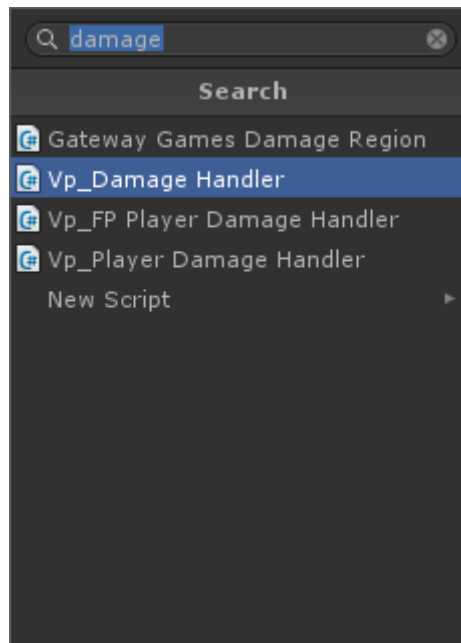 damage
Search
Gateway Games Damage Region
Vp_Damage Handler
Vp_FP Player Damage Handler
Vp_Player Damage Handler
New Script